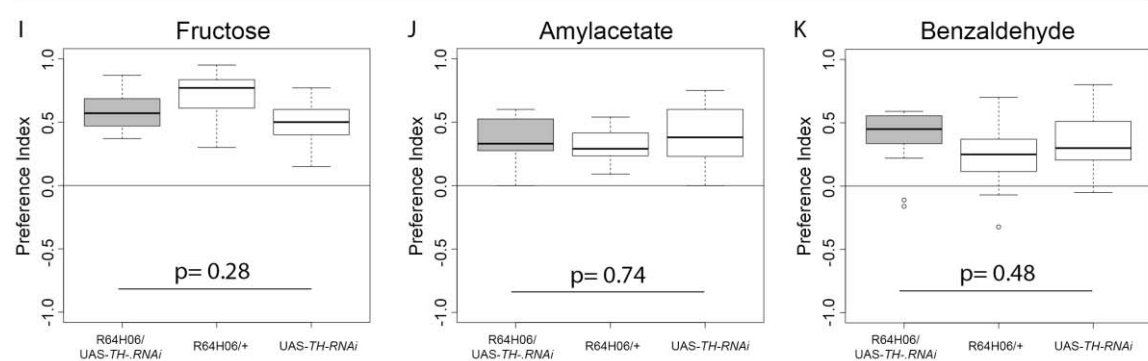 I
Fructose
Preference Index
1.0
0.5
0.0
-0.5
-1.0
p= 0.28
R64H06/
UAS-TH-.RNAi
R64H06/+
UAS-TH-RNAi
J
Amylacetate
Preference Index
1.0
0.5
0.0
-0.5
-1.0
p= 0.74
R64H06/
UAS-TH-.RNAi
R64H06/+
UAS-TH-RNAi
K
Benzaldehyde
Preference Index
1.0
0.5
0.0
-0.5
-1.0
p= 0.48
R64H06/
UAS-TH-.RNAi
R64H06/+
UAS-TH-RNAi